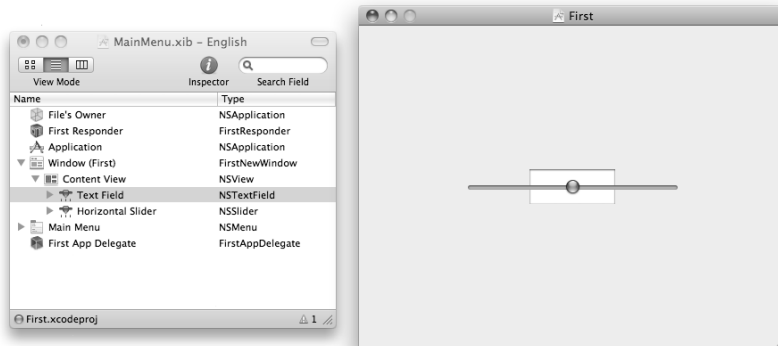 MainMenu.xib – English
View Mode
Inspector
Search Field
Name Type
File's Owner NSApplication
First Responder FirstResponder
Application NSApplication
Window (First) FirstNewWindow
Content View NSView
Text Field NSTextField
Horizontal Slider NSSlider
Main Menu NSMenu
First App Delegate FirstAppDelegate
First.xcodeproj 1
First